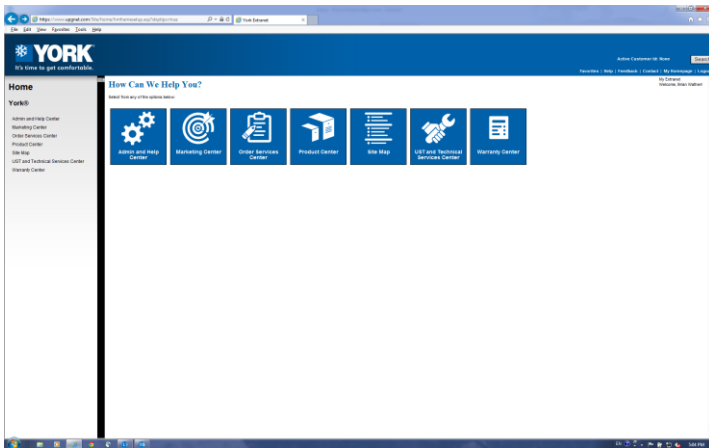 File Edit View Favorites Tools Help
York Extranet
YORK
It's time to get comfortable.
Active Customer Id: None
Search
Favorites | Help | Feedback | Contact | My Homepage |
My Extranet
Home
How Can We Help You?
Select from any of the options below
York®
Admin and Help Center
Marketing Center
Order Services Center
Product Center
Site Map
UST and Technical Services Center
Warranty Center
Admin and Help Center
Marketing Center
Order Services Center
Product Center
Site Map
UST and Technical Services Center
Warranty Center